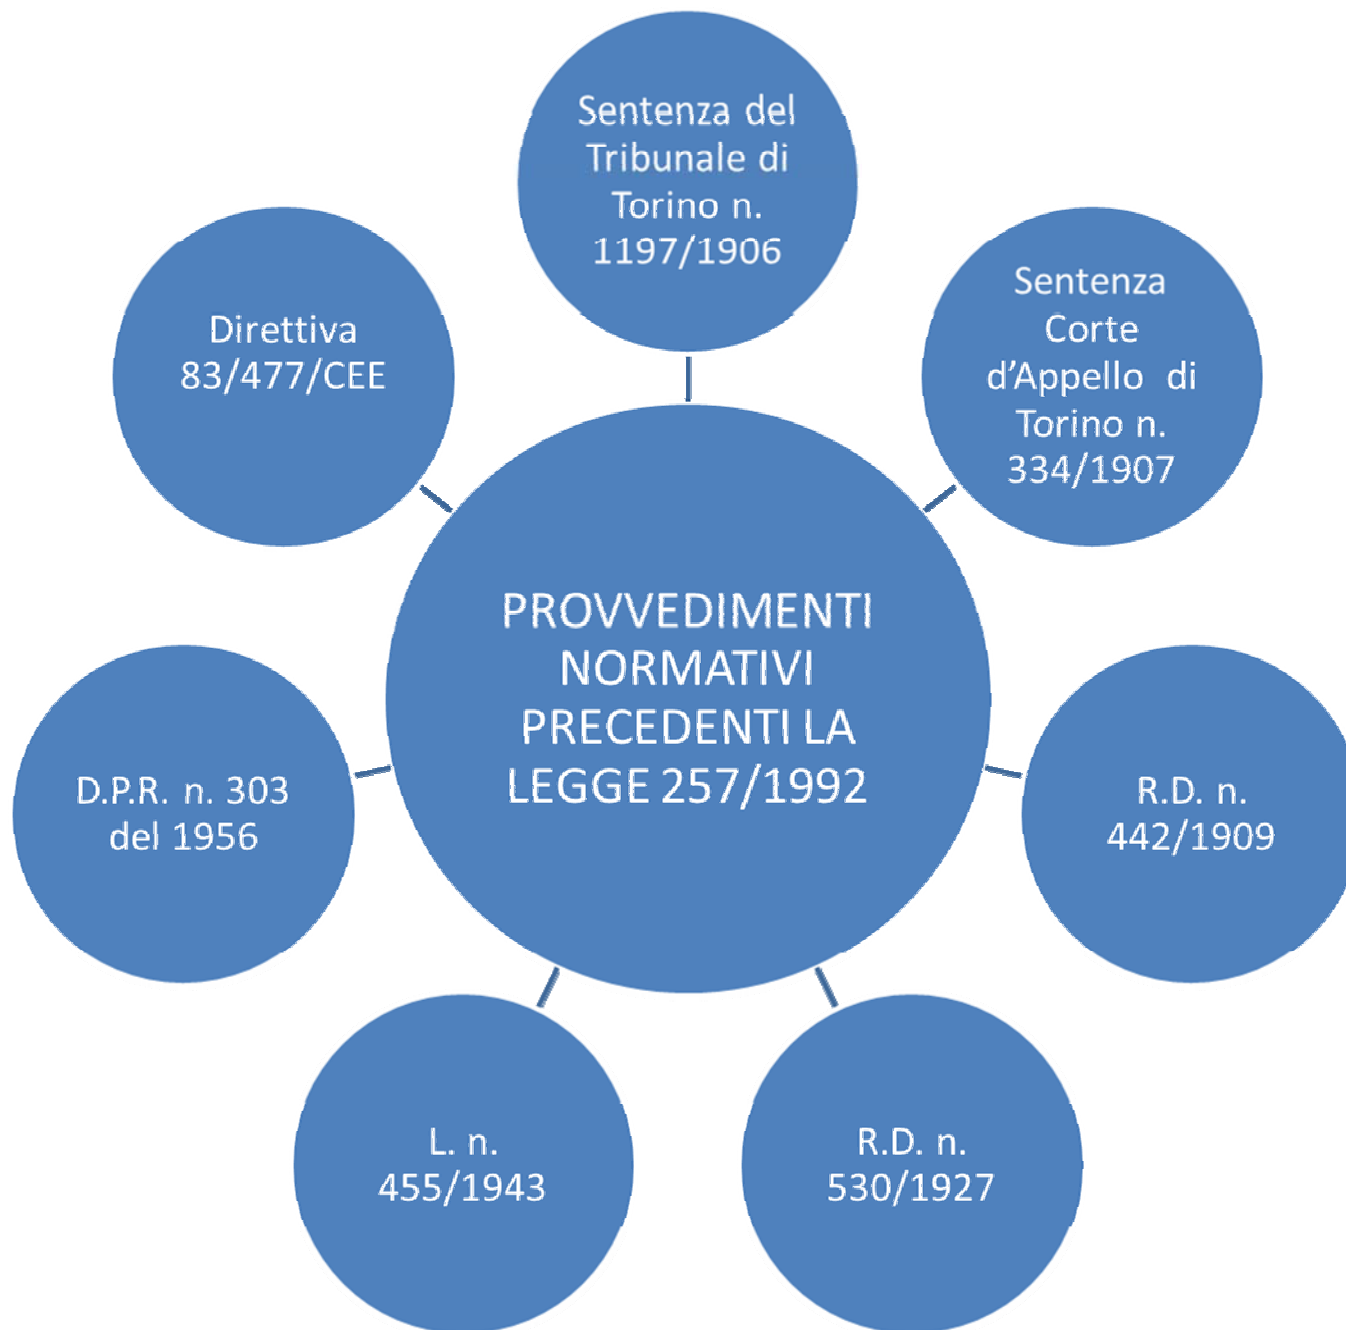 Sentenza del
Tribunale di
Torino n.
1197/1906
Sentenza
Corte
d'Appello di
Torino n.
334/1907
Direttiva
83/477/CEE
PROVVEDIMENTI
NORMATIVI
PRECEDENTI LA
LEGGE 257/1992
D.P.R. n. 303
del 1956
R.D. n.
442/1909
L. n.
455/1943
R.D. n.
530/1927